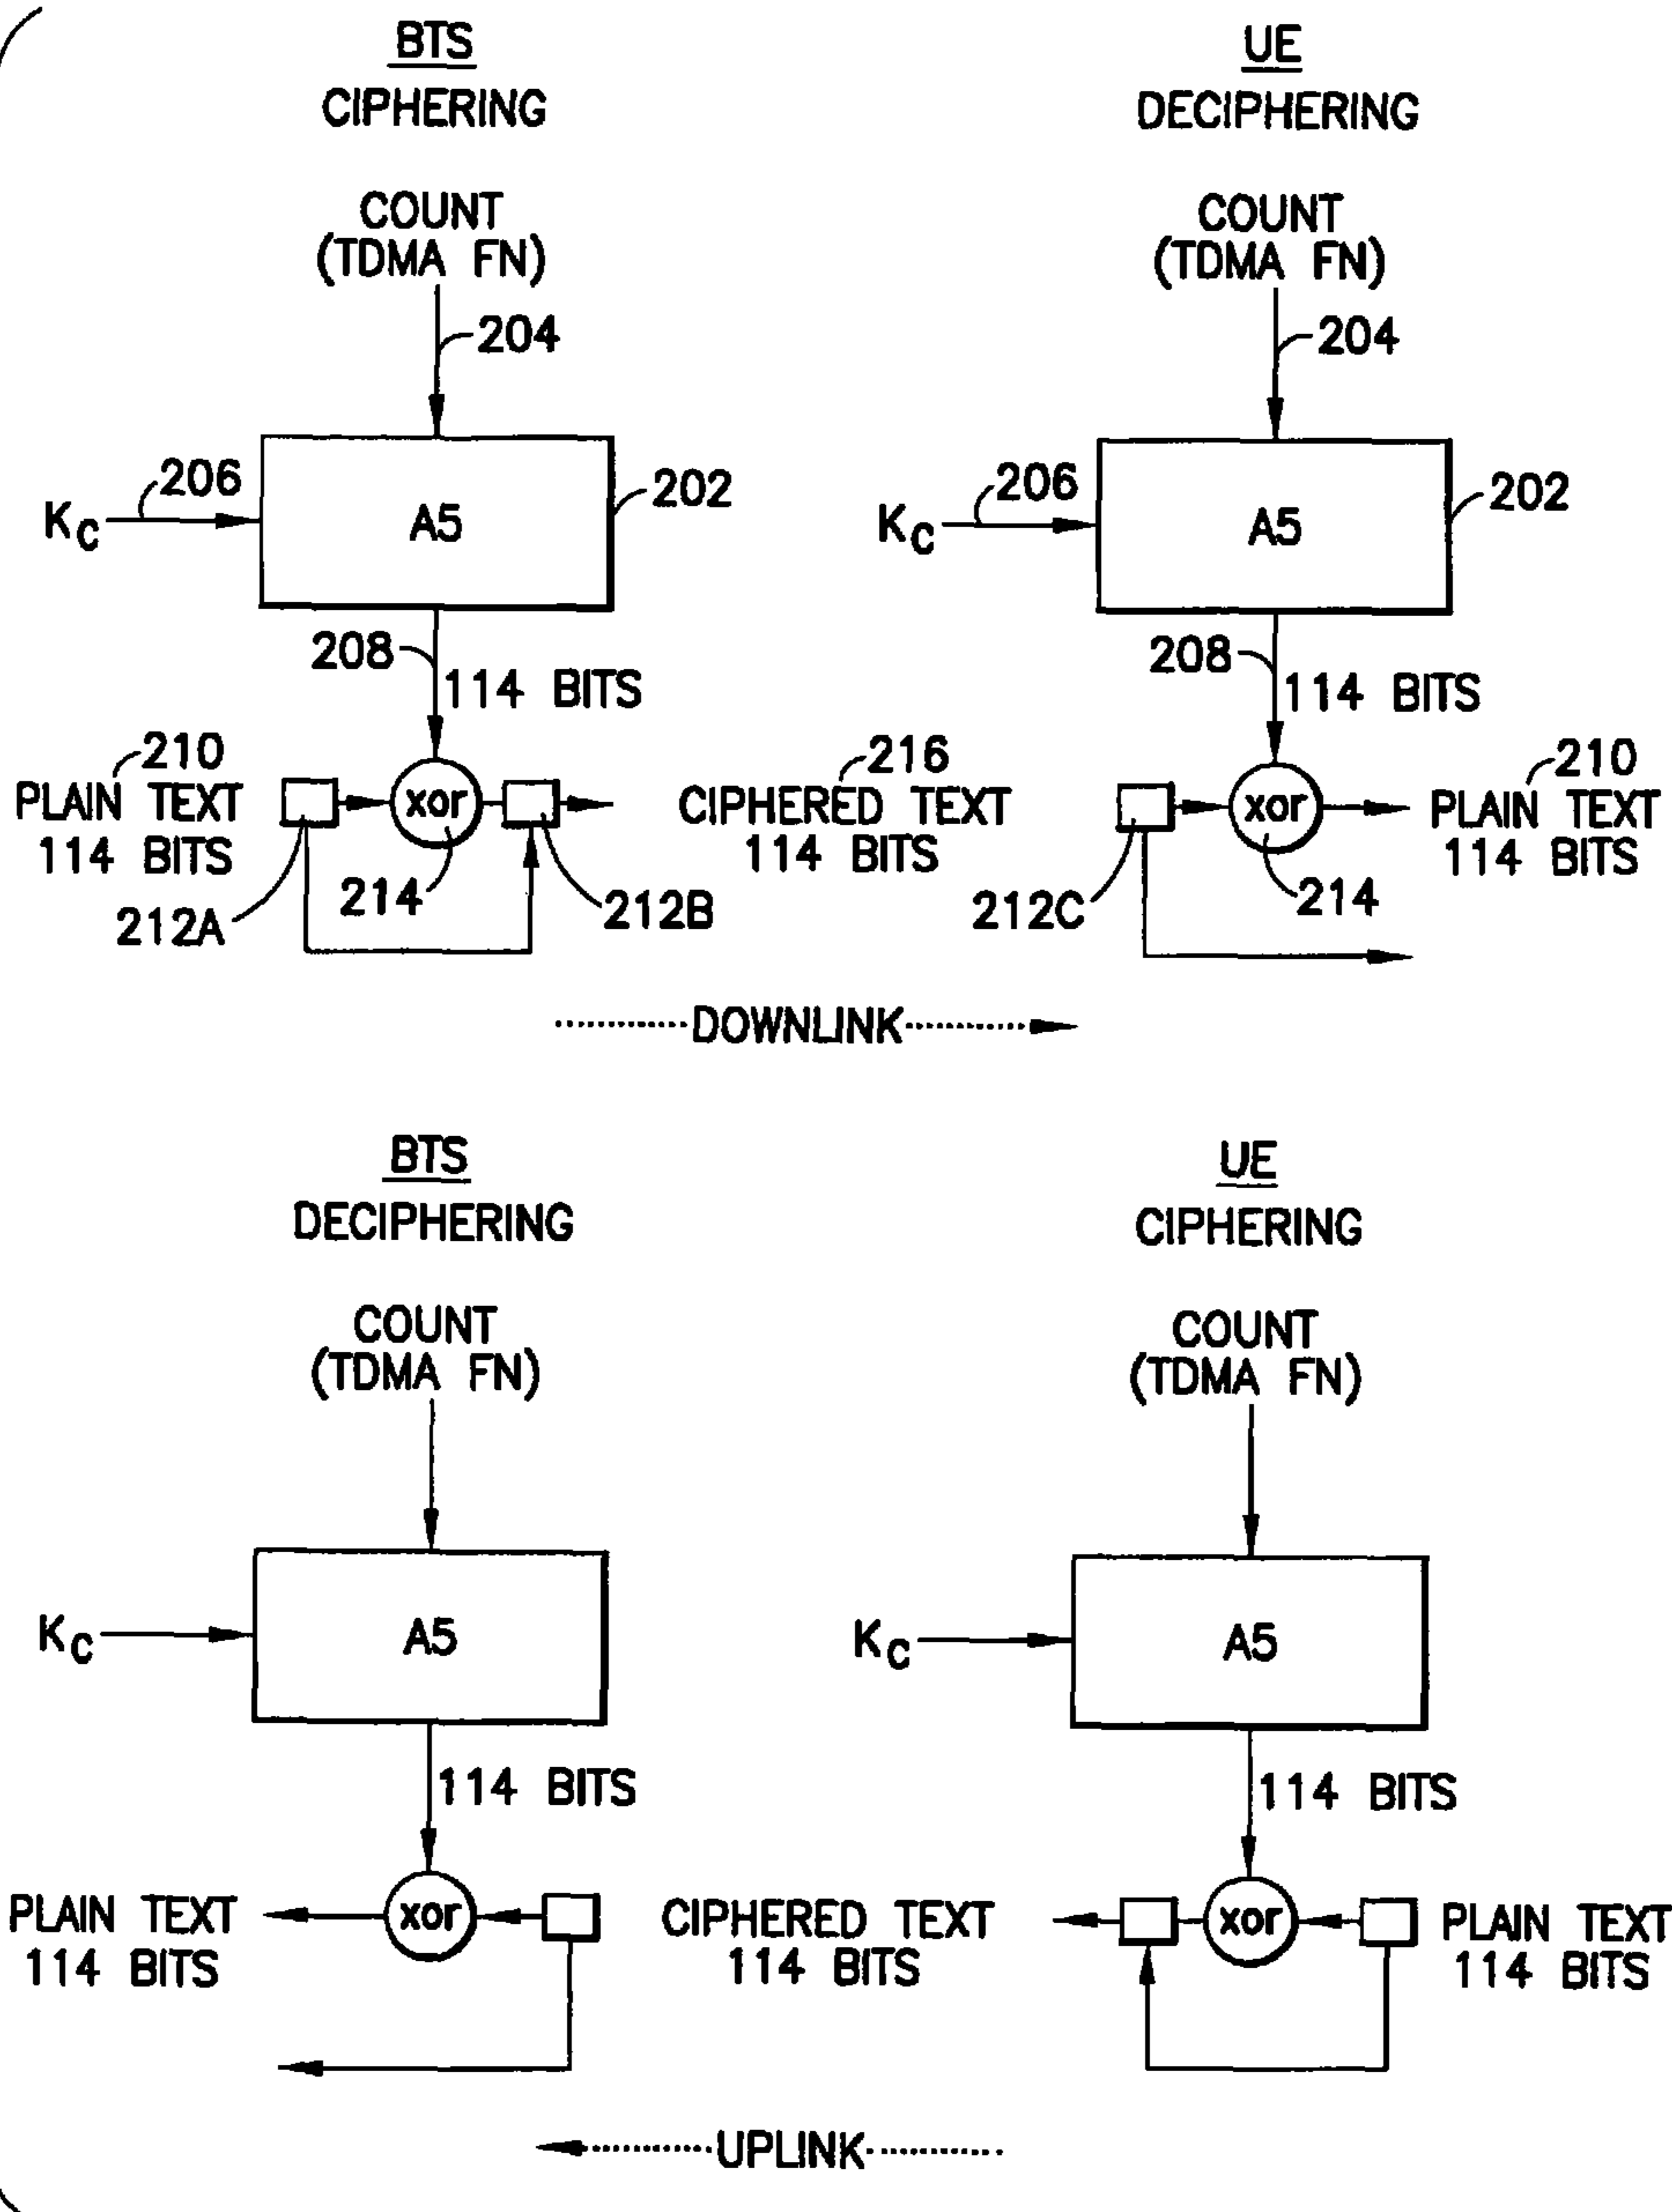 BTS
CIPHERING
UE
DECIPHERING
COUNT
(TDMA FN)
204
COUNT
(TDMA FN)
204
206
KC
A5
202
206
KC
A5
202
208
114 BITS
208
114 BITS
210
PLAIN TEXT
114 BITS
xor
216
CIPHERED TEXT
114 BITS
xor
210
PLAIN TEXT
114 BITS
212A
214
212B
212C
214
DOWNLINK
BTS
DECIPHERING
UE
CIPHERING
COUNT
(TDMA FN)
COUNT
(TDMA FN)
KC
A5
KC
A5
114 BITS
114 BITS
PLAIN TEXT
114 BITS
xor
CIPHERED TEXT
114 BITS
xor
PLAIN TEXT
114 BITS
UPLINK